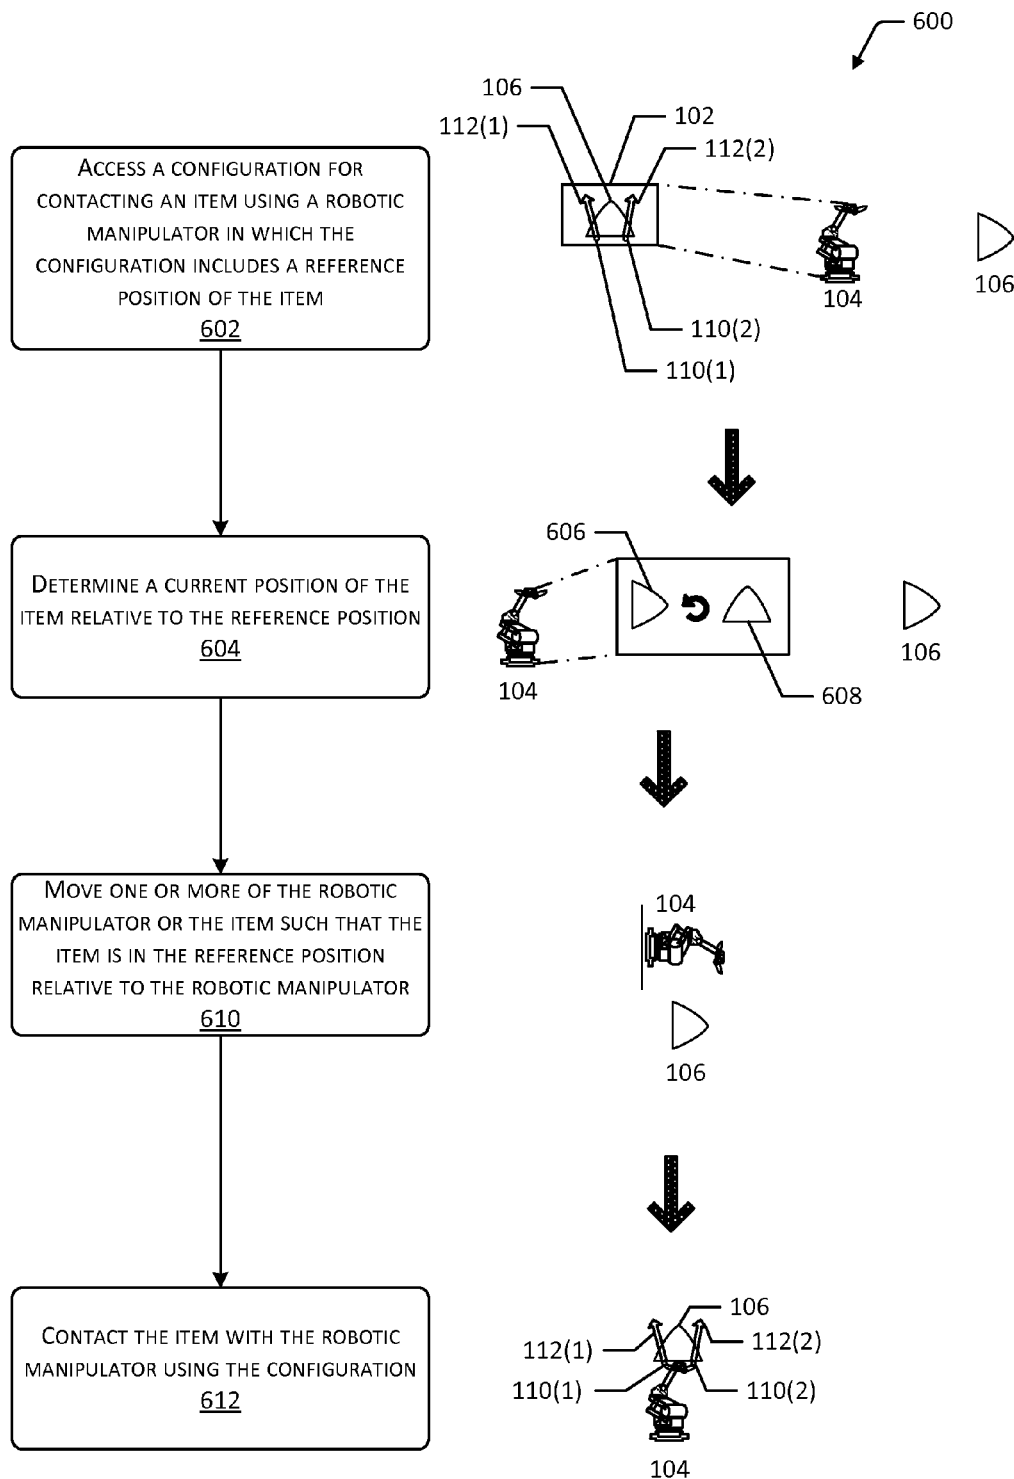 600
106
102
112(1)
112(2)
ACCESS A CONFIGURATION FOR
CONTACTING AN ITEM USING A ROBOTIC
MANIPULATOR IN WHICH THE
CONFIGURATION INCLUDES A REFERENCE
POSITION OF THE ITEM
602
104
106
110(2)
110(1)
606
DETERMINE A CURRENT POSITION OF THE
ITEM RELATIVE TO THE REFERENCE POSITION
604
104
106
608
MOVE ONE OR MORE OF THE ROBOTIC
MANIPULATOR OR THE ITEM SUCH THAT THE
ITEM IS IN THE REFERENCE POSITION
RELATIVE TO THE ROBOTIC MANIPULATOR
610
104
106
CONTACT THE ITEM WITH THE ROBOTIC
MANIPULATOR USING THE CONFIGURATION
612
106
112(1)
112(2)
110(1)
110(2)
104